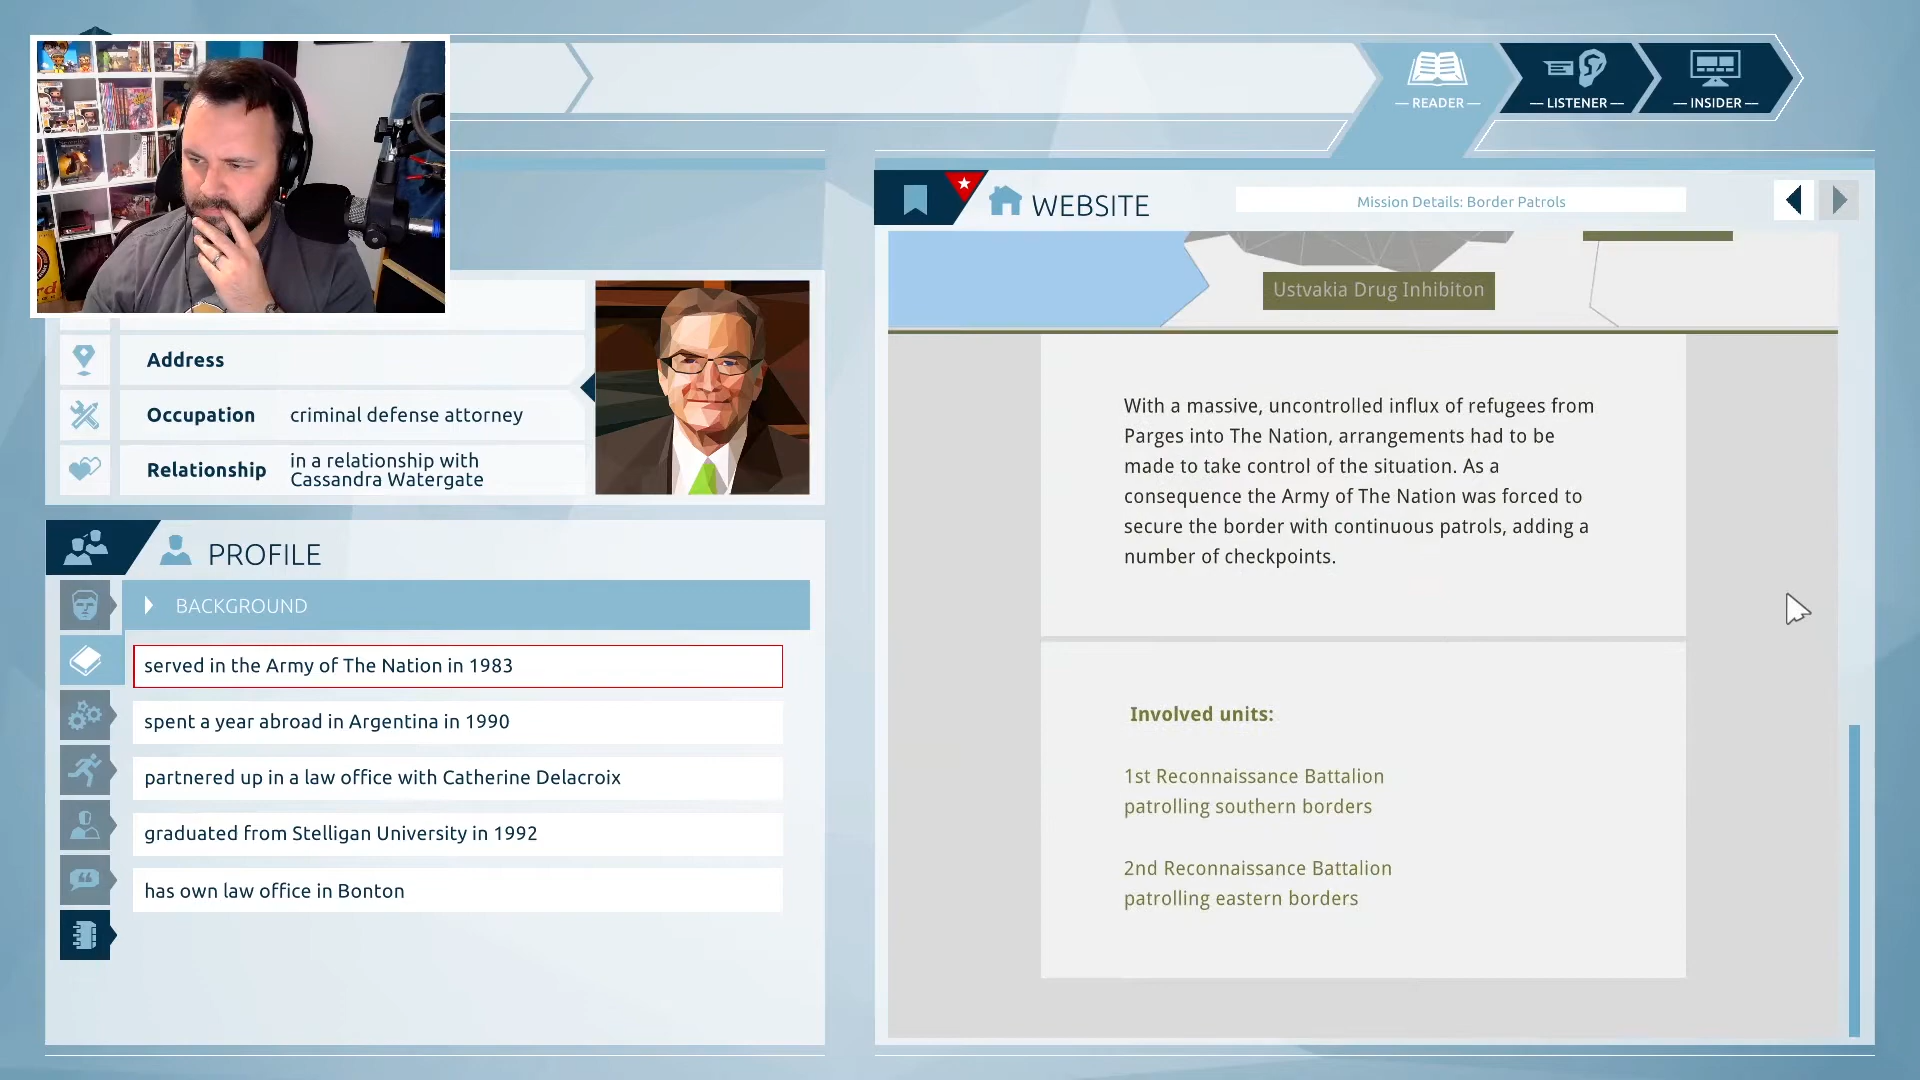 READER
LISTENER
INSIDER
WEBSITE
Mission Details: Border Patrols
Ustvakia Drug Inhibiton
Address
Occupation criminal defense attorney
Relationship in a relationship with
Cassandra Watergate
PROFILE
BACKGROUND
served in the Army of The Nation in 1983
spent a year abroad in Argentina in 1990
partnered up in a law office with Catherine Delacroix
graduated from Stelligan University in 1992
has own law office in Bonton
With a massive, uncontrolled influx of refugees from
Parges into The Nation, arrangements had to be
made to take control of the situation. As a
consequence the Army of The Nation was forced to
secure the border with continuous patrols, adding a
number of checkpoints.
Involved units:
1st Reconnaissance Battalion
patrolling southern borders
2nd Reconnaissance Battalion
patrolling eastern borders